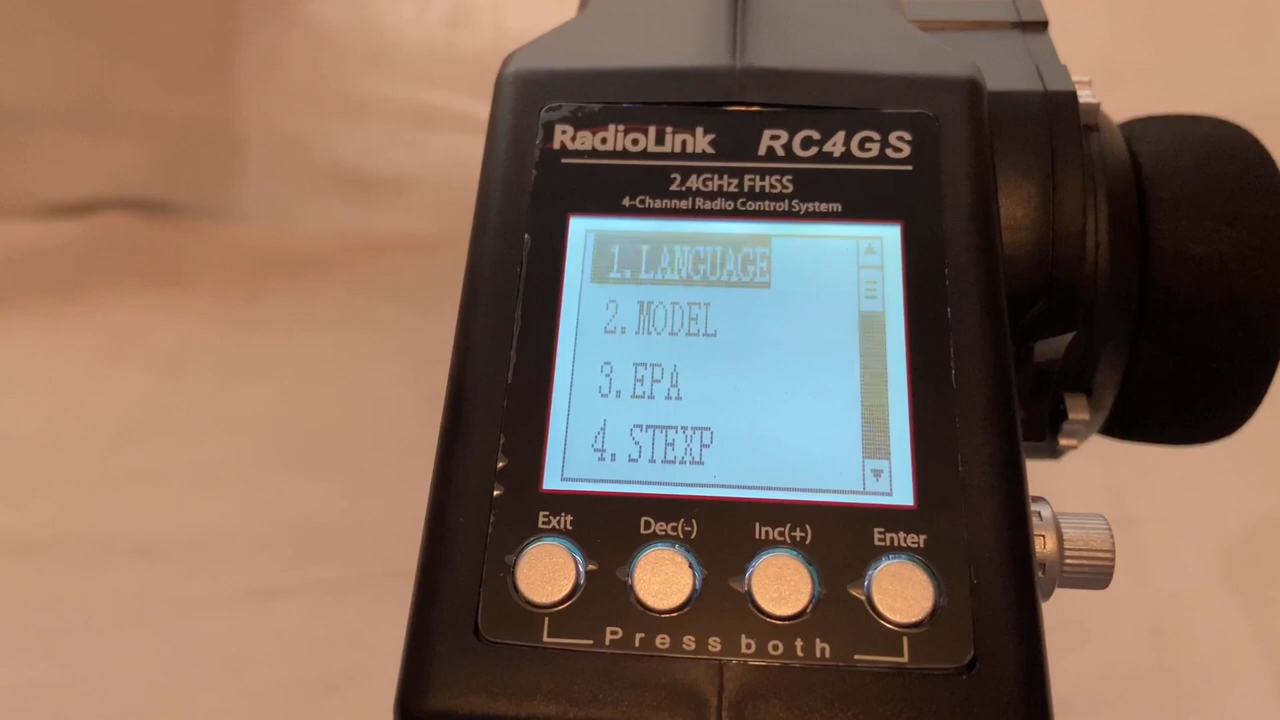 RadioLink RC4GS
2.4GHz FHSS
4-Channel Radio Control System
1.LANGUAGE
2.MODEL
3.EPA
4.STEXP
Exit Dec(-) Inc(+) Enter
Press both